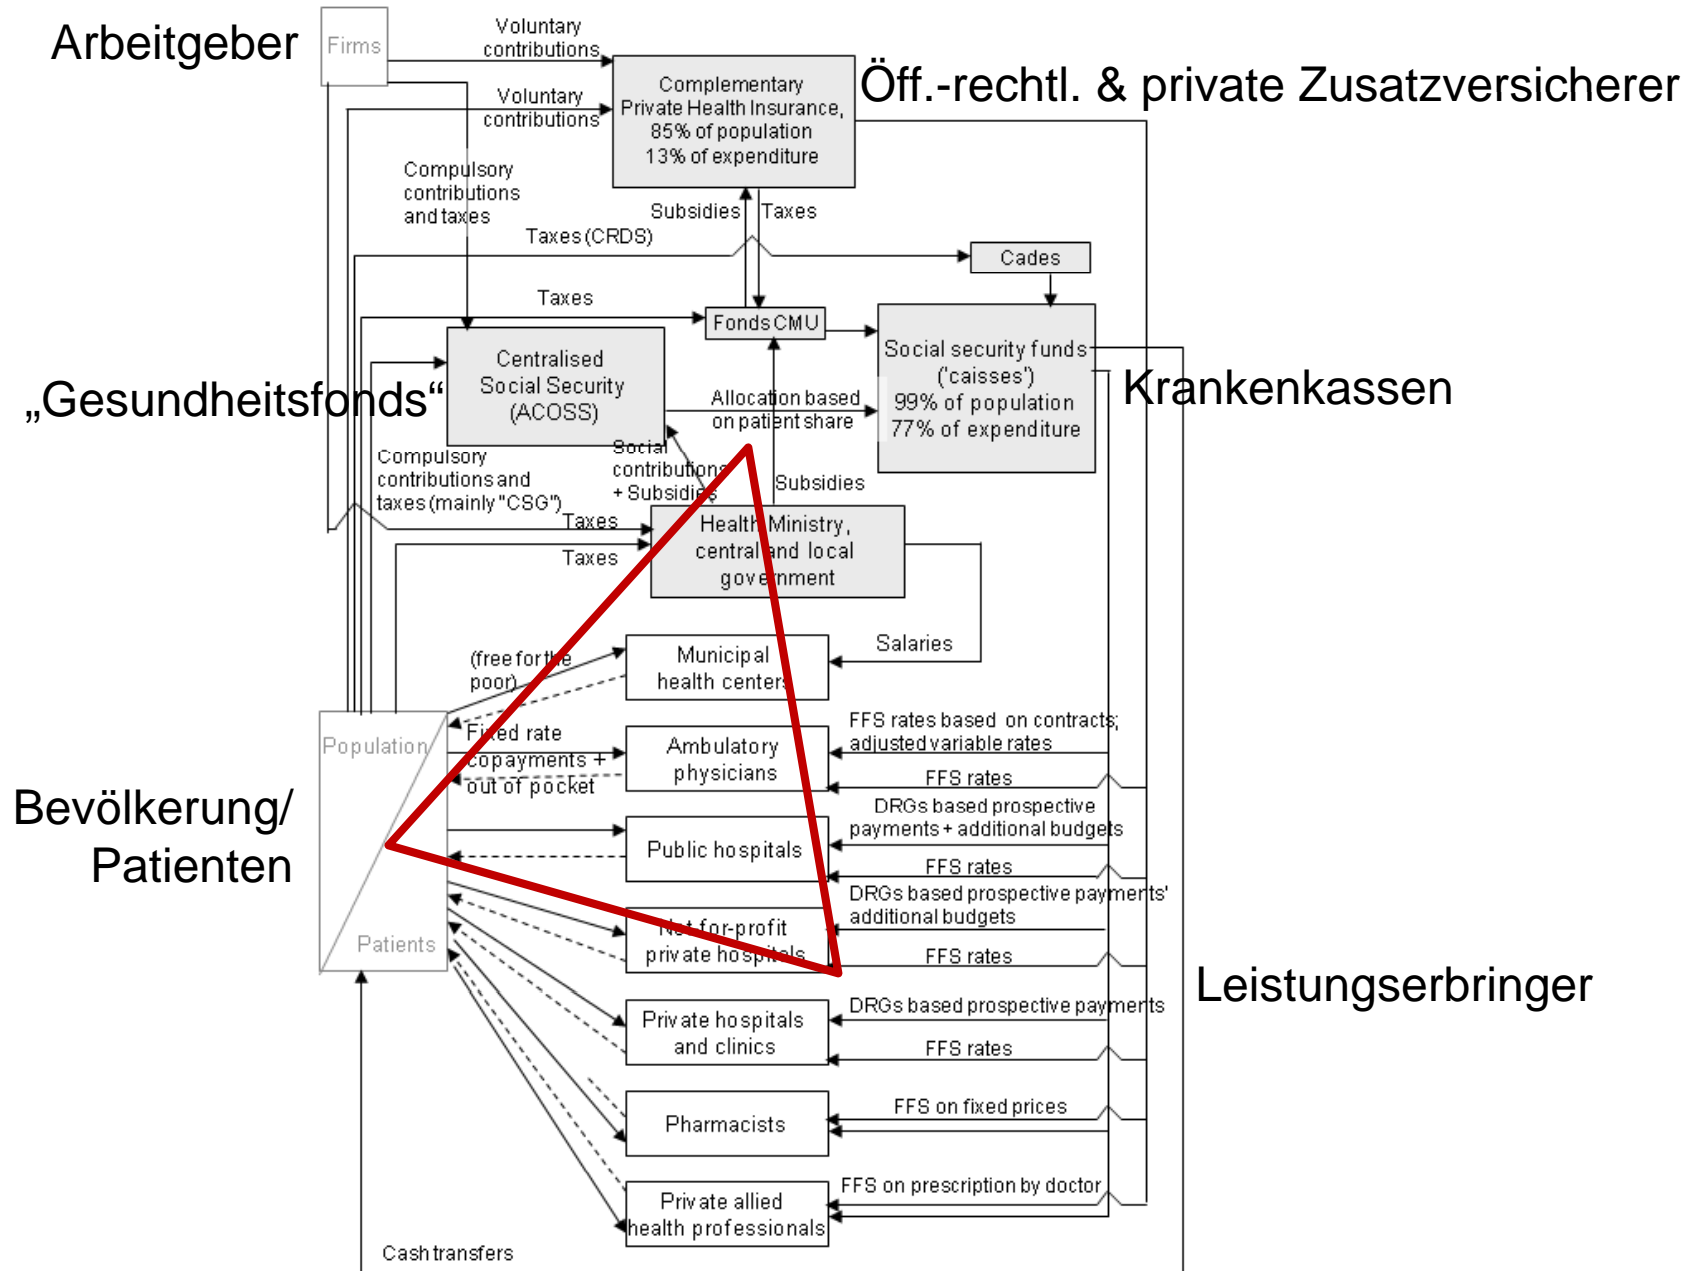 Arbeitgeber
Firms
Voluntary
contributions
Voluntary
contributions
Complementary
Private Health Insurance,
85% of population
13% of expenditure
Öff.-rechtl. & private Zusatzversicherer
Compulsory
contributions
and taxes
Subsidies
Taxes
Taxes (CRDS)
Cades
Taxes
Fonds CMU
Centralised
Social Security
(ACOSS)
„Gesundheitsfonds“
Allocation based
on patient share
Social security funds
('caisses')
99% of population
77% of expenditure
Krankenkassen
Compulsory
contributions and
taxes (mainly "CSG")
Social
contributions
+ Subsidies
Subsidies
Taxes
Taxes
Health Ministry,
central and local
government
Salaries
(free for the
poor)
Municipal
health centers
Population
Patients
Bevölkerung/
Patienten
Fixed rate
copayments +
out of pocket
Ambulatory
physicians
FFS rates based on contracts;
adjusted variable rates
FFS rates
Public hospitals
DRGs based prospective
payments + additional budgets
FFS rates
Not-for-profit
private hospitals
DRGs based prospective payments'
additional budgets
FFS rates
Leistungserbringer
Private hospitals
and clinics
DRGs based prospective payments
FFS rates
Pharmacists
FFS on fixed prices
Private allied
health professionals
FFS on prescription by doctor
Cash transfers